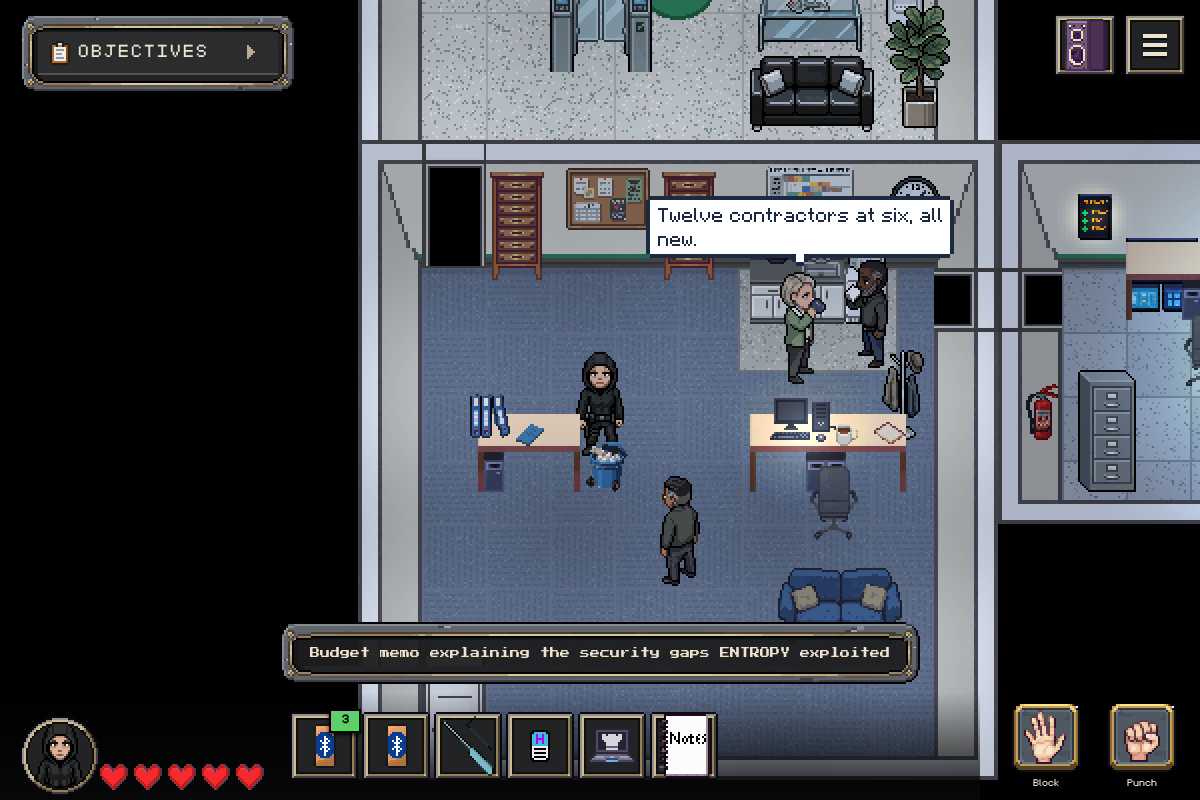 OBJECTIVES
Twelve contractors at six, all
new.
Budget memo explaining the security gaps ENTROPY exploited
3
H
Notes
Block
Punch